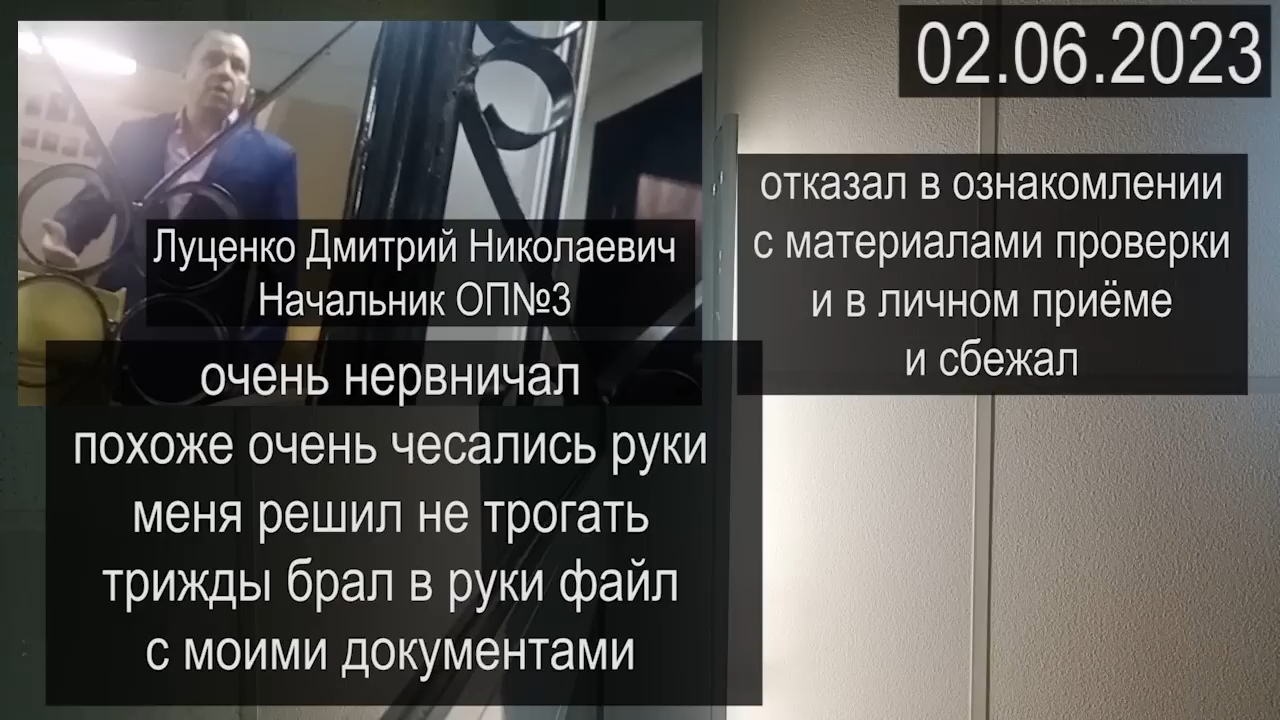 02.06.2023
Луценко Дмитрий Николаевич
Начальник ОП№3
отказал в ознакомлении
с материалами проверки
и в личном приёме
и сбежал
очень нервничал
похоже очень чесались руки
меня решил не трогать
трижды брал в руки файл
с моими документами